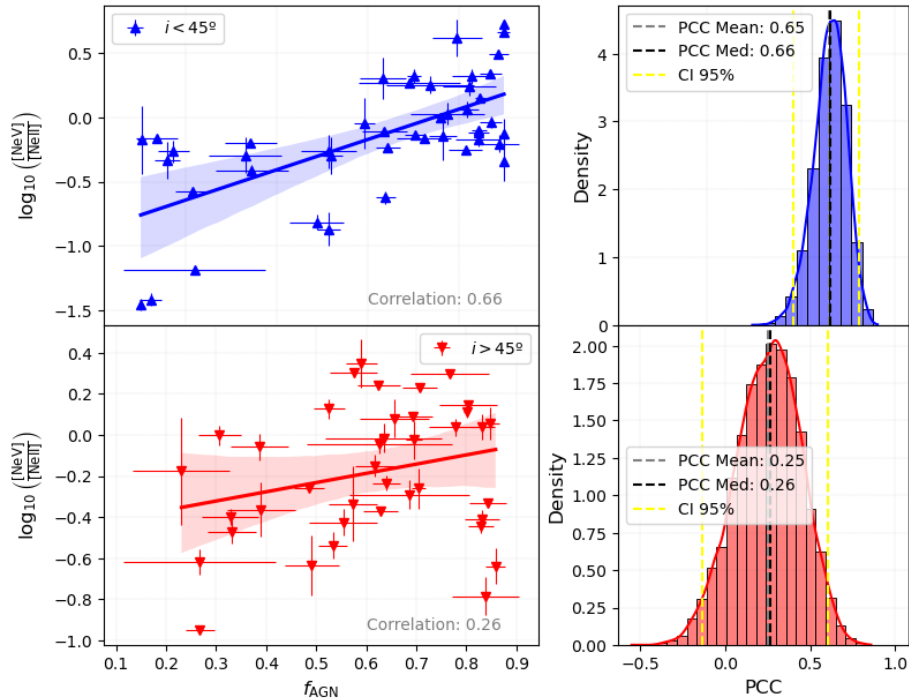 i < 45º
log10([NeV]/[NeII])
0.5
0.0
−0.5
−1.0
−1.5
Correlation: 0.66
PCC Mean: 0.65
PCC Med: 0.66
CI 95%
Density
4
3
2
1
0
i > 45º
log10([NeV]/[NeII])
0.4
0.2
0.0
−0.2
−0.4
−0.6
−0.8
−1.0
Correlation: 0.26
0.1 0.2 0.3 0.4 0.5 0.6 0.7 0.8 0.9
fAGN
PCC Mean: 0.25
PCC Med: 0.26
CI 95%
Density
2.00
1.75
1.50
1.25
1.00
0.75
0.50
0.25
0.00
−0.5 0.0 0.5 1.0
PCC